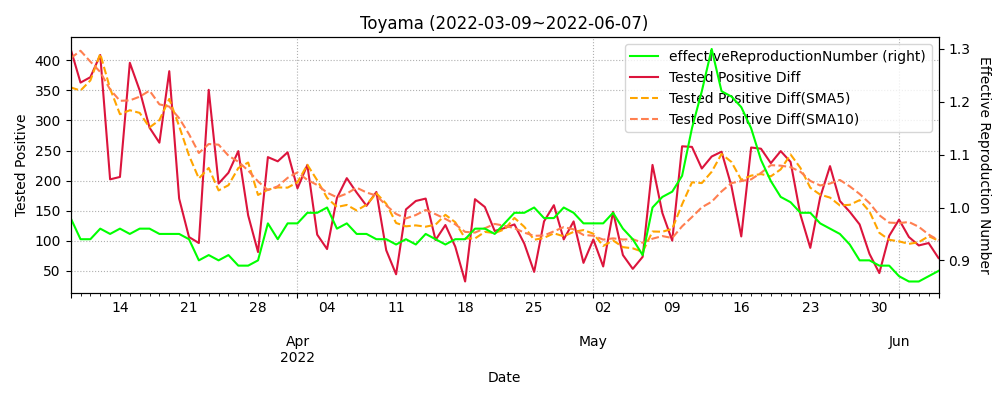 Toyama (2022-03-09~2022-06-07)
effectiveReproductionNumber (right)
Tested Positive Diff
Tested Positive Diff(SMA5)
Tested Positive Diff(SMA10)
Tested Positive
400
350
300
250
200
150
100
50
1.3
1.2
1.1
1.0
0.9
Effective Reproduction Number
14 21 28 04 11 18 25 02 09 16 23 30
Apr May Jun
2022
Date